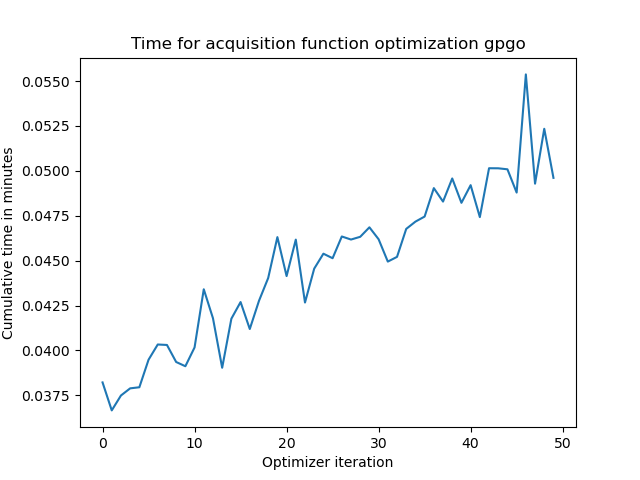 Time for acquisition function optimization gpgo
Cumulative time in minutes
0.0550
0.0525
0.0500
0.0475
0.0450
0.0425
0.0400
0.0375
0 10 20 30 40 50
Optimizer iteration